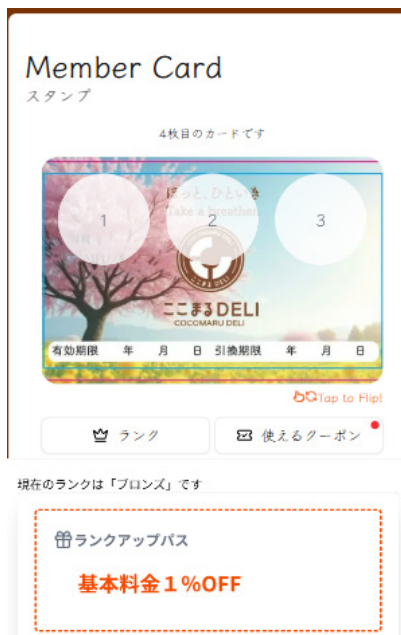 Member Card
スタンプ
4枚目のカードです
ほっと、ひといき
Take a breather
1
2
3
ここまるDELI
COCOMARU DELI
有効期限 年 月 日 引換期限 年 月 日
Tap to Flip!
ランク
使えるクーポン
現在のランクは「ブロンズ」です
ランクアップパス
基本料金１%OFF